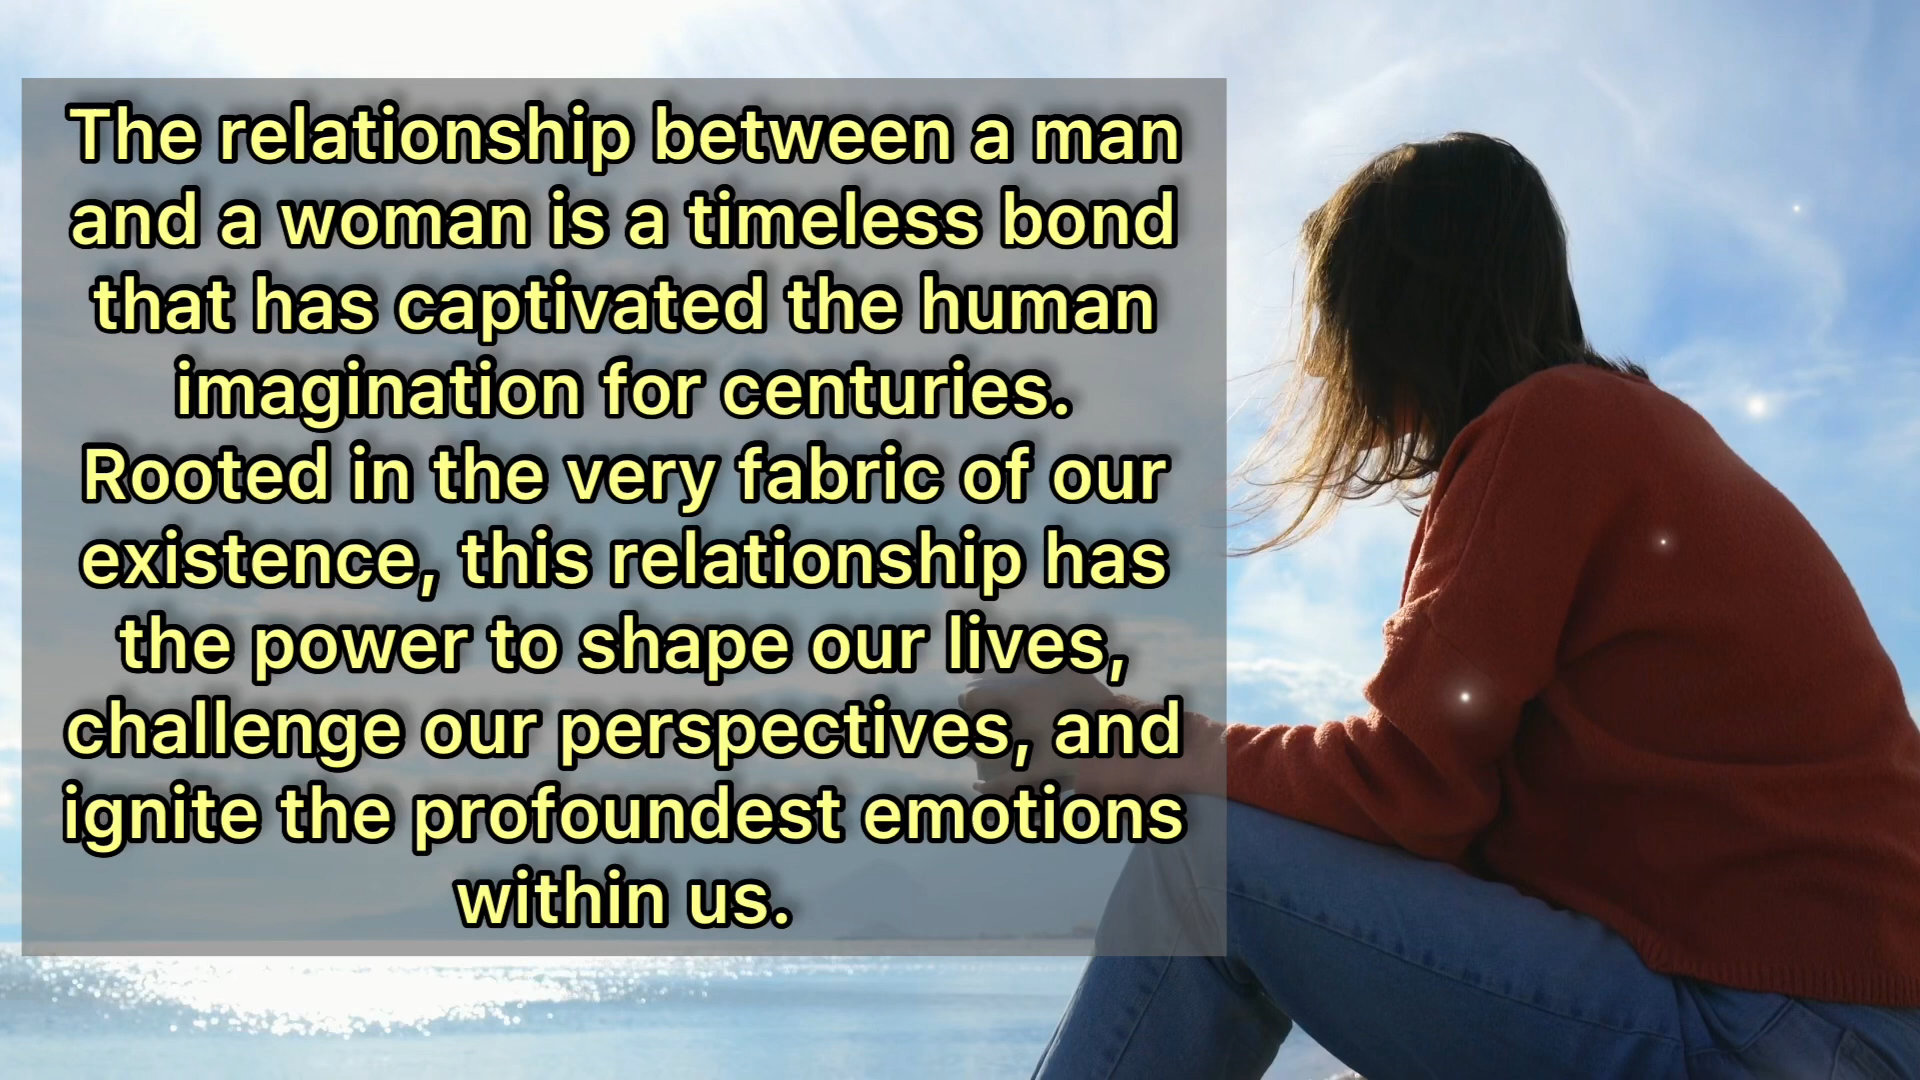 The relationship between a man
and a woman is a timeless bond
that has captivated the human
imagination for centuries.
Rooted in the very fabric of our
existence, this relationship has
the power to shape our lives,
challenge our perspectives, and
ignite the profoundest emotions
within us.